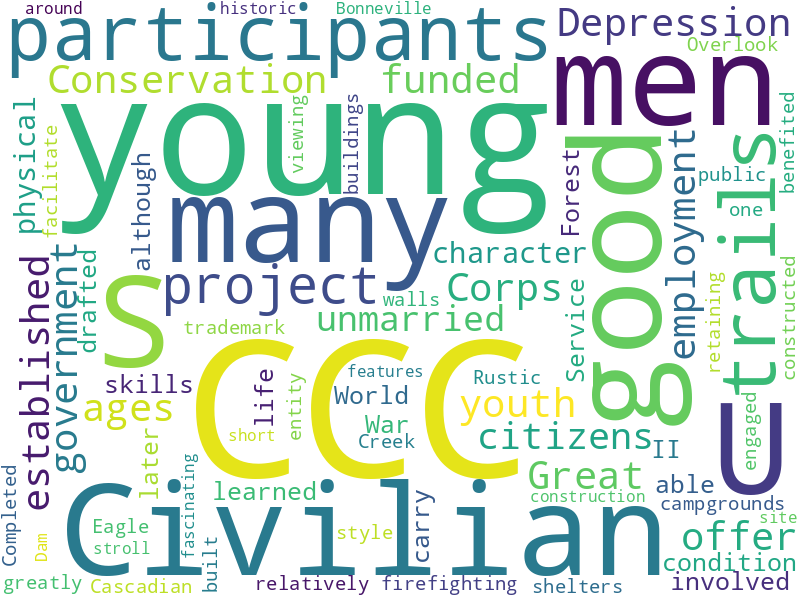 around
historic
Bonneville
participants
Depression
Overlook
Conservation
funded
men
young
viewing
buildings
physical
facilitate
although
many
Forest
good
employment
trails
public
benefited
one
character
project
Corps
walls
unmarried
trademark
established
government
drafted
S
CCC
Service
retaining
constructed
features
World
Rustic
skills
life
entity
youth
ages
War
Creek
short
citizens
II
U
engaged
later
learned
Great
able
construction
campgrounds
site
Completed
Civilian
Eagle
stroll
fascinating
style
carry
offer
Dam
built
condition
greatly
Cascadian
relatively
firefighting
shelters
involved